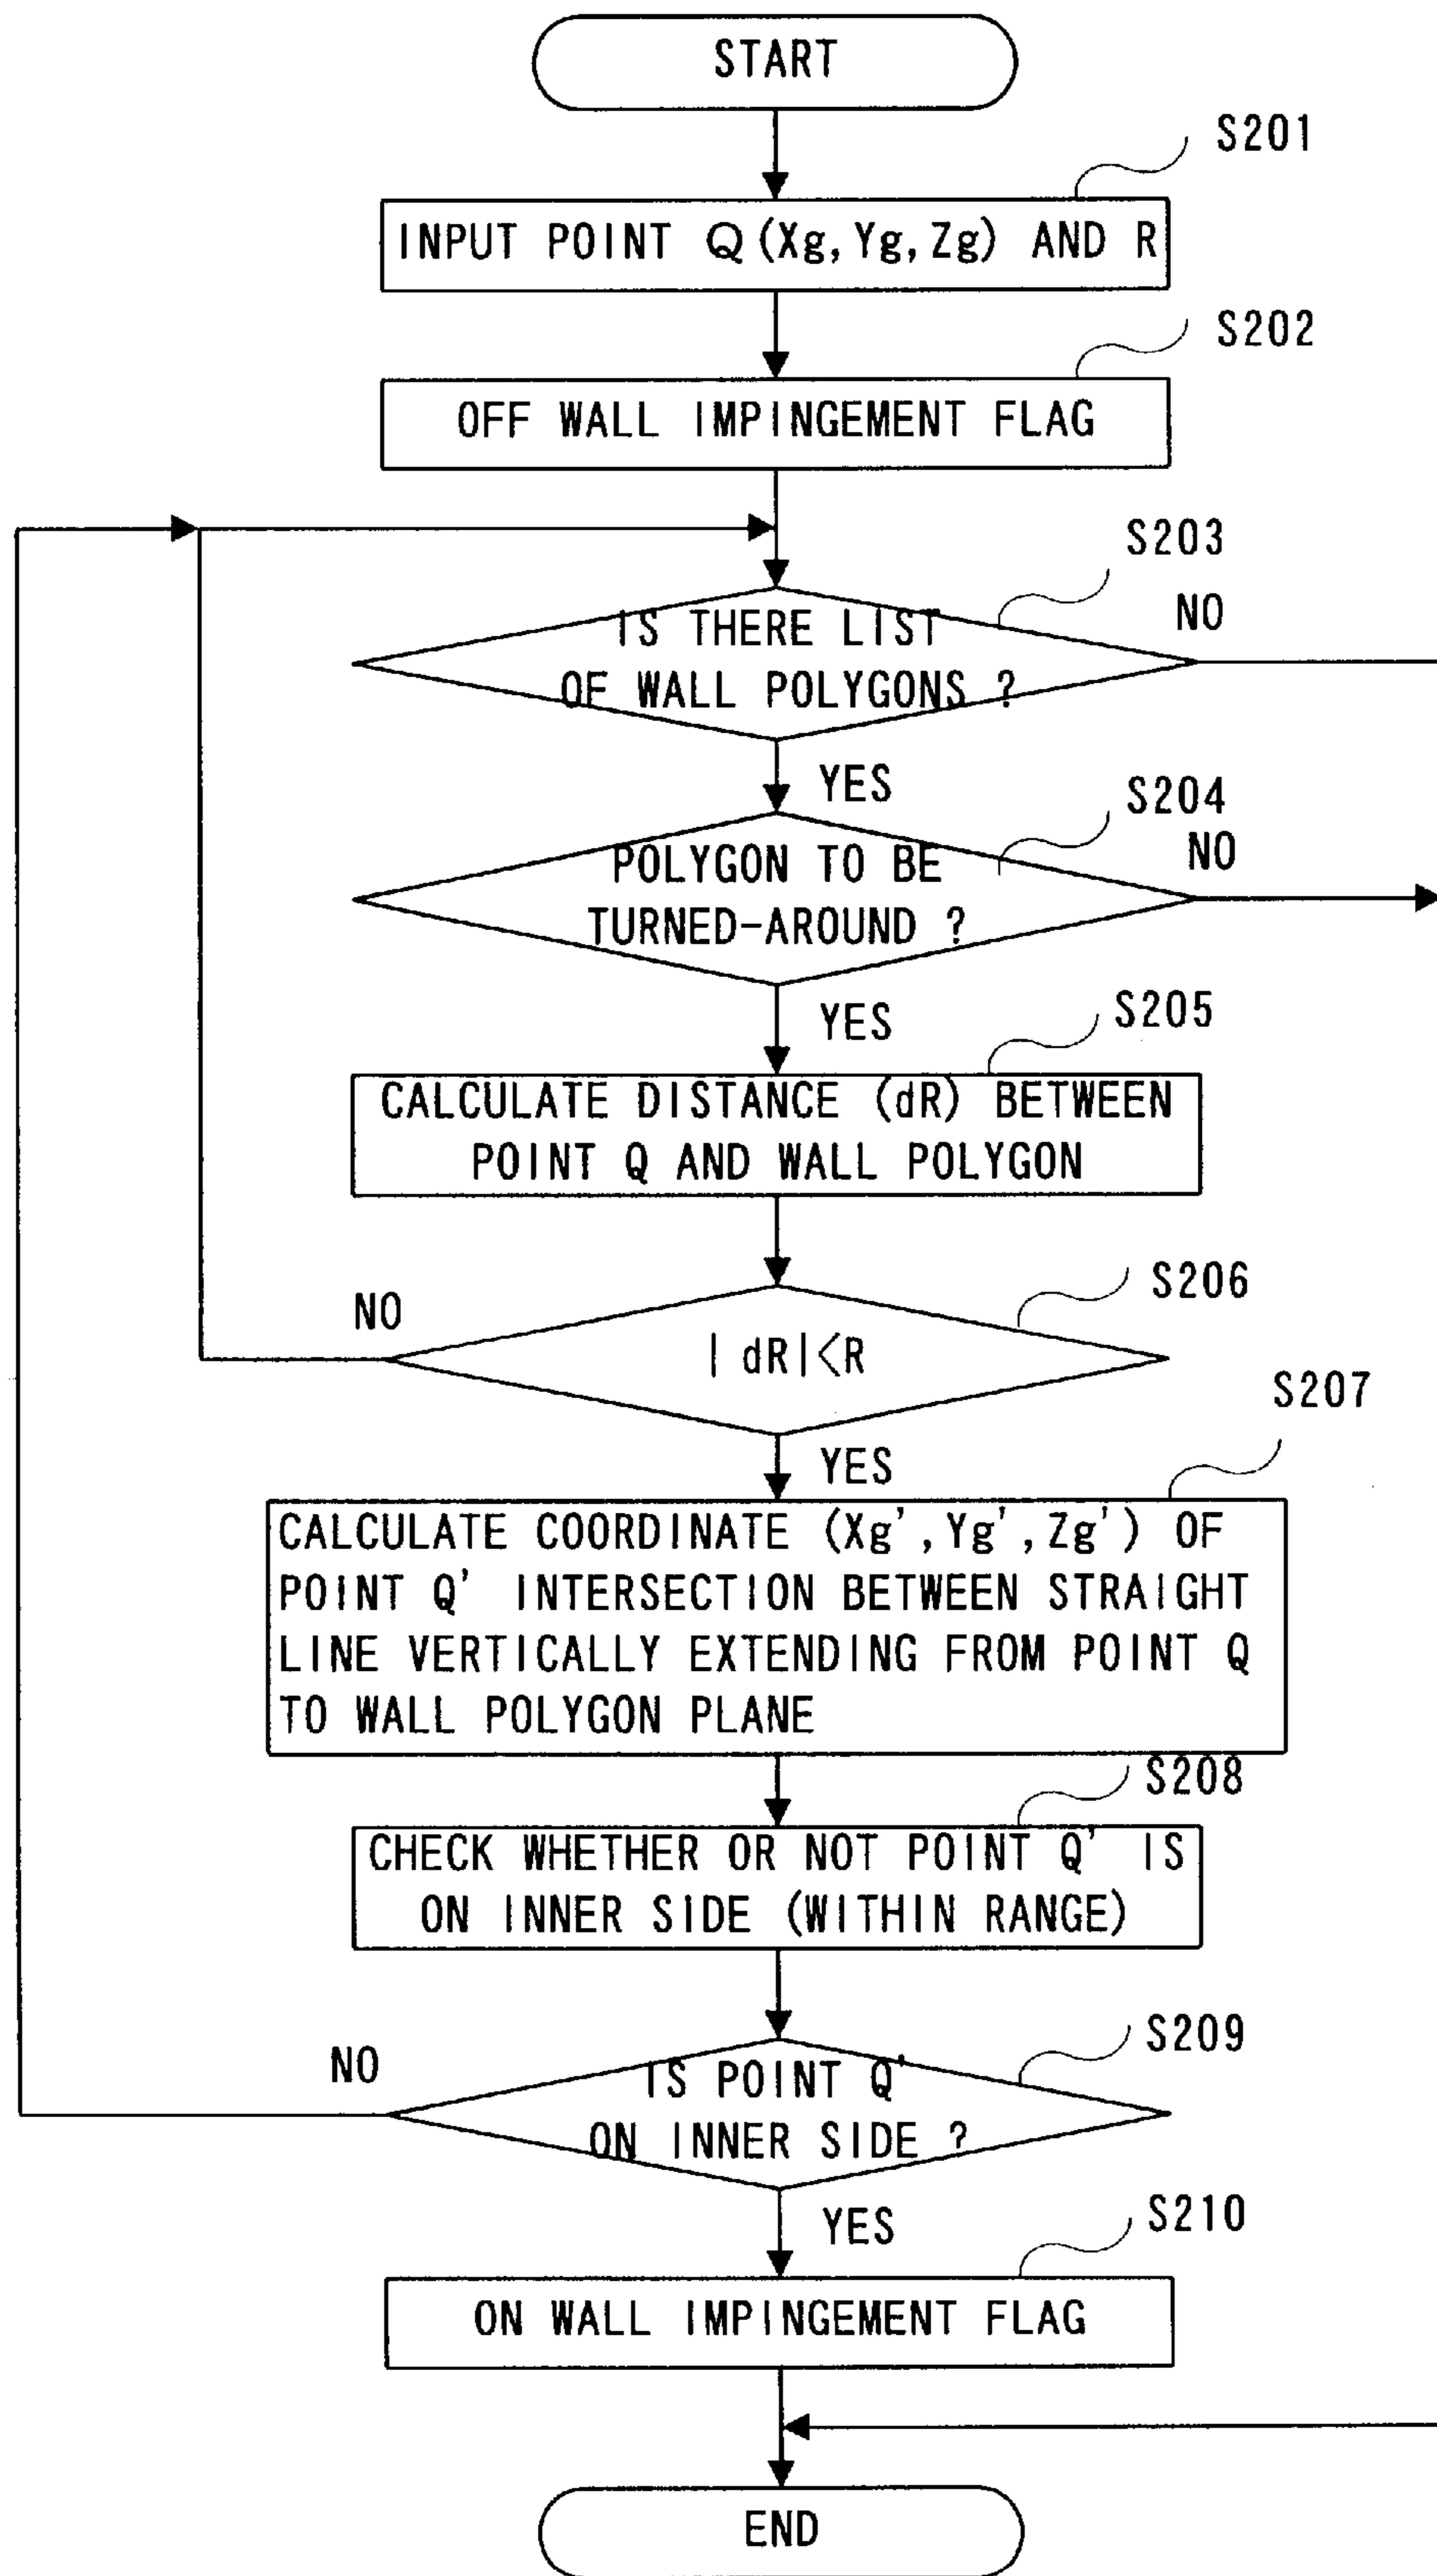 START
S201
INPUT POINT Q (Xg, Yg, Zg) AND R
S202
OFF WALL IMPINGEMENT FLAG
S203
IS THERE LIST
OF WALL POLYGONS ?
NO
YES
S204
POLYGON TO BE
TURNED-AROUND ?
NO
YES
S205
CALCULATE DISTANCE (dR) BETWEEN
POINT Q AND WALL POLYGON
S206
NO
| dR|<R
YES
S207
CALCULATE COORDINATE (Xg', Yg', Zg') OF
POINT Q' INTERSECTION BETWEEN STRAIGHT
LINE VERTICALLY EXTENDING FROM POINT Q
TO WALL POLYGON PLANE
S208
CHECK WHETHER OR NOT POINT Q' IS
ON INNER SIDE (WITHIN RANGE)
S209
NO
IS POINT Q'
ON INNER SIDE ?
YES
S210
ON WALL IMPINGEMENT FLAG
END